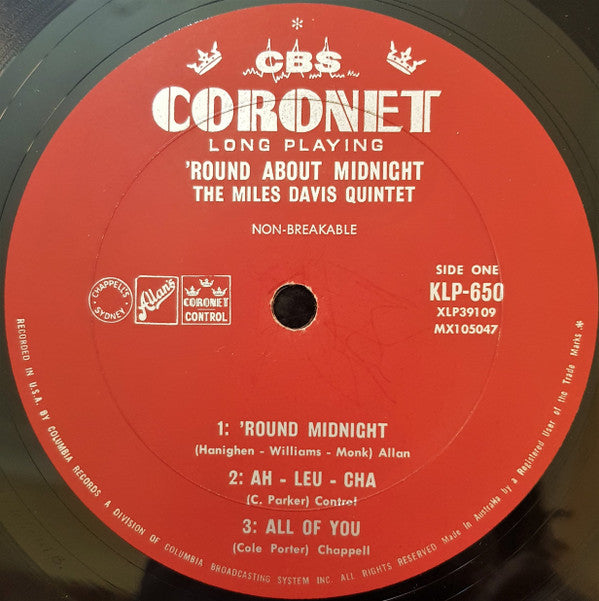 *
CBS
CORONET
LONG PLAYING
'ROUND ABOUT MIDNIGHT
THE MILES DAVIS QUINTET
NON-BREAKABLE
SIDE ONE
KLP-650
XLP39109
MX105047
CHAPPELL'S SYDNEY
Allans
CORONET
CONTROL
1: 'ROUND MIDNIGHT
(Hanighen - Williams - Monk) Allan
2: AH - LEU - CHA
(C. Parker) Control
3: ALL OF YOU
(Cole Porter) Chappell
RECORDED IN U.S.A. BY COLUMBIA RECORDS A DIVISION OF COLUMBIA BROADCASTING SYSTEM INC. ALL RIGHTS RESERVED Made in Australia by a Registered User of the Trade Marks *